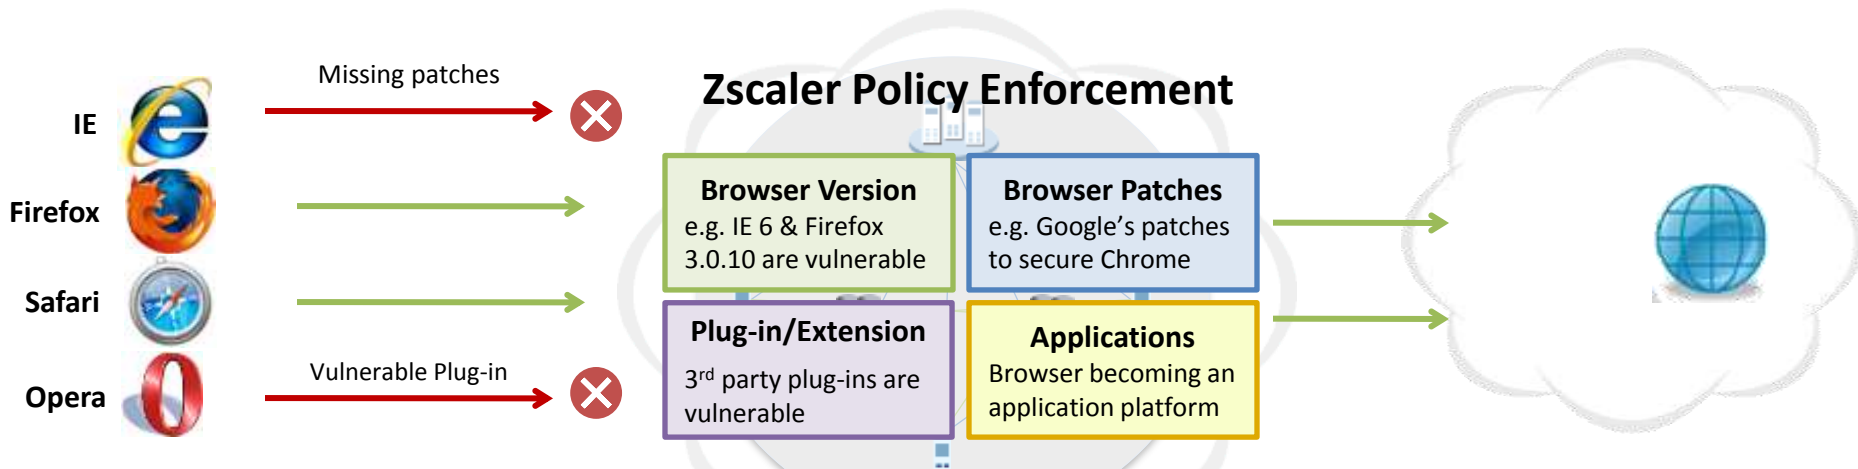 Missing patches
Zscaler Policy Enforcement
IE
Browser Version
e.g. IE 6 & Firefox
3.0.10 are vulnerable
Browser Patches
e.g. Google’s patches
to secure Chrome
Firefox
Safari
Plug-in/Extension
3rd party plug-ins are
vulnerable
Applications
Browser becoming an
application platform
Vulnerable Plug-in
Opera